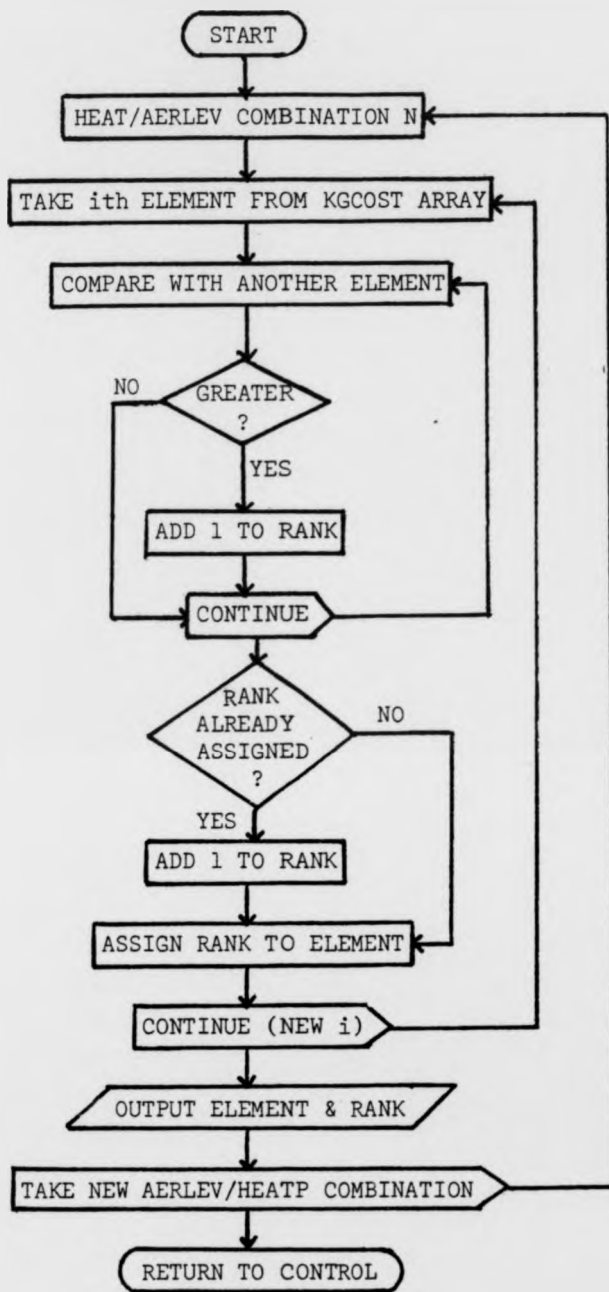 START
HEAT/AERLEV COMBINATION N
TAKE ith ELEMENT FROM KGCOST ARRAY
COMPARE WITH ANOTHER ELEMENT
NO
GREATER
?
YES
ADD 1 TO RANK
CONTINUE
RANK
ALREADY
ASSIGNED
?
NO
YES
ADD 1 TO RANK
ASSIGN RANK TO ELEMENT
CONTINUE (NEW i)
OUTPUT ELEMENT & RANK
TAKE NEW AERLEV/HEATP COMBINATION
RETURN TO CONTROL